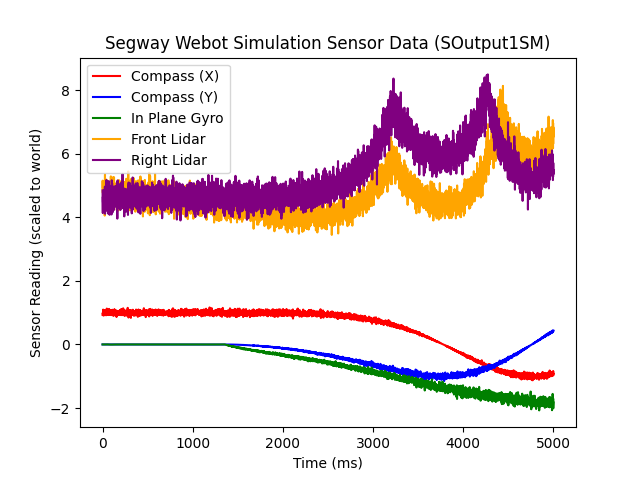 Segway Webot Simulation Sensor Data (SOutput1SM)
Compass (X)
Compass (Y)
In Plane Gyro
Front Lidar
Right Lidar
Sensor Reading (scaled to world)
8
6
4
2
0
−2
0 1000 2000 3000 4000 5000
Time (ms)